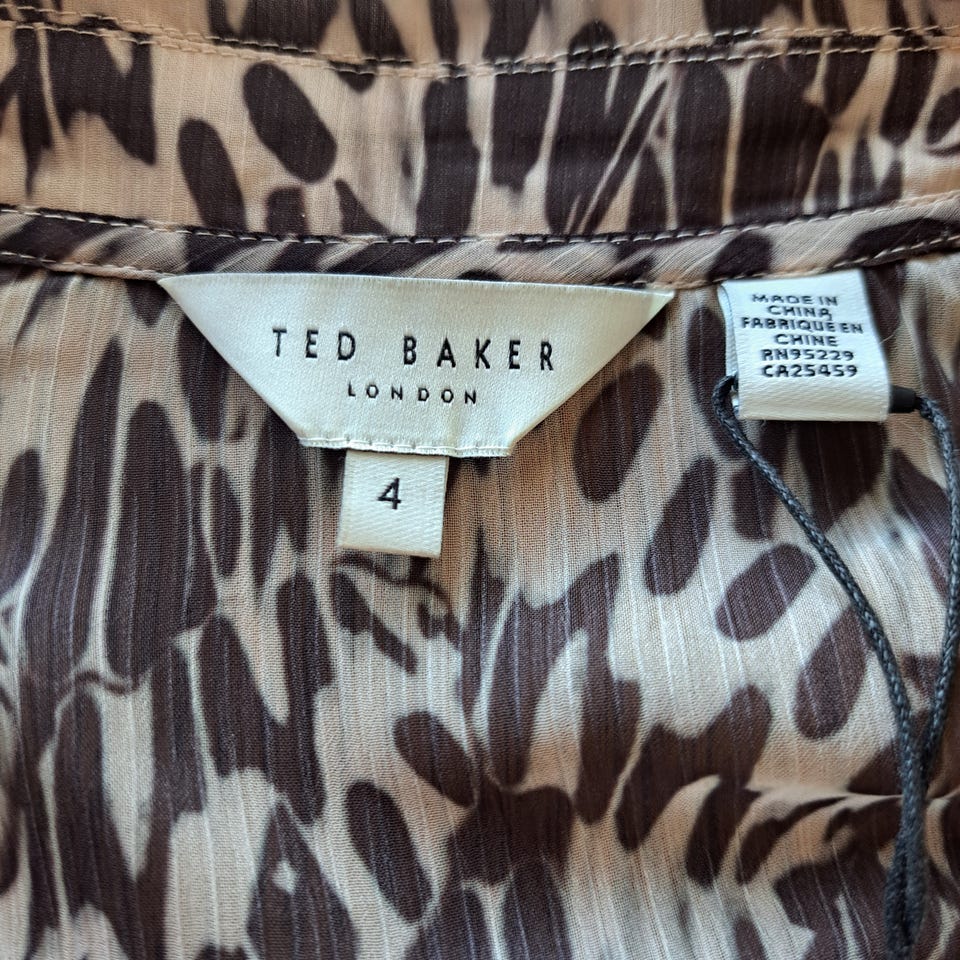 TED BAKER
LONDON
4
MADE IN
CHINA
FABRIQUE EN
CHINE
RN95229
CA25459